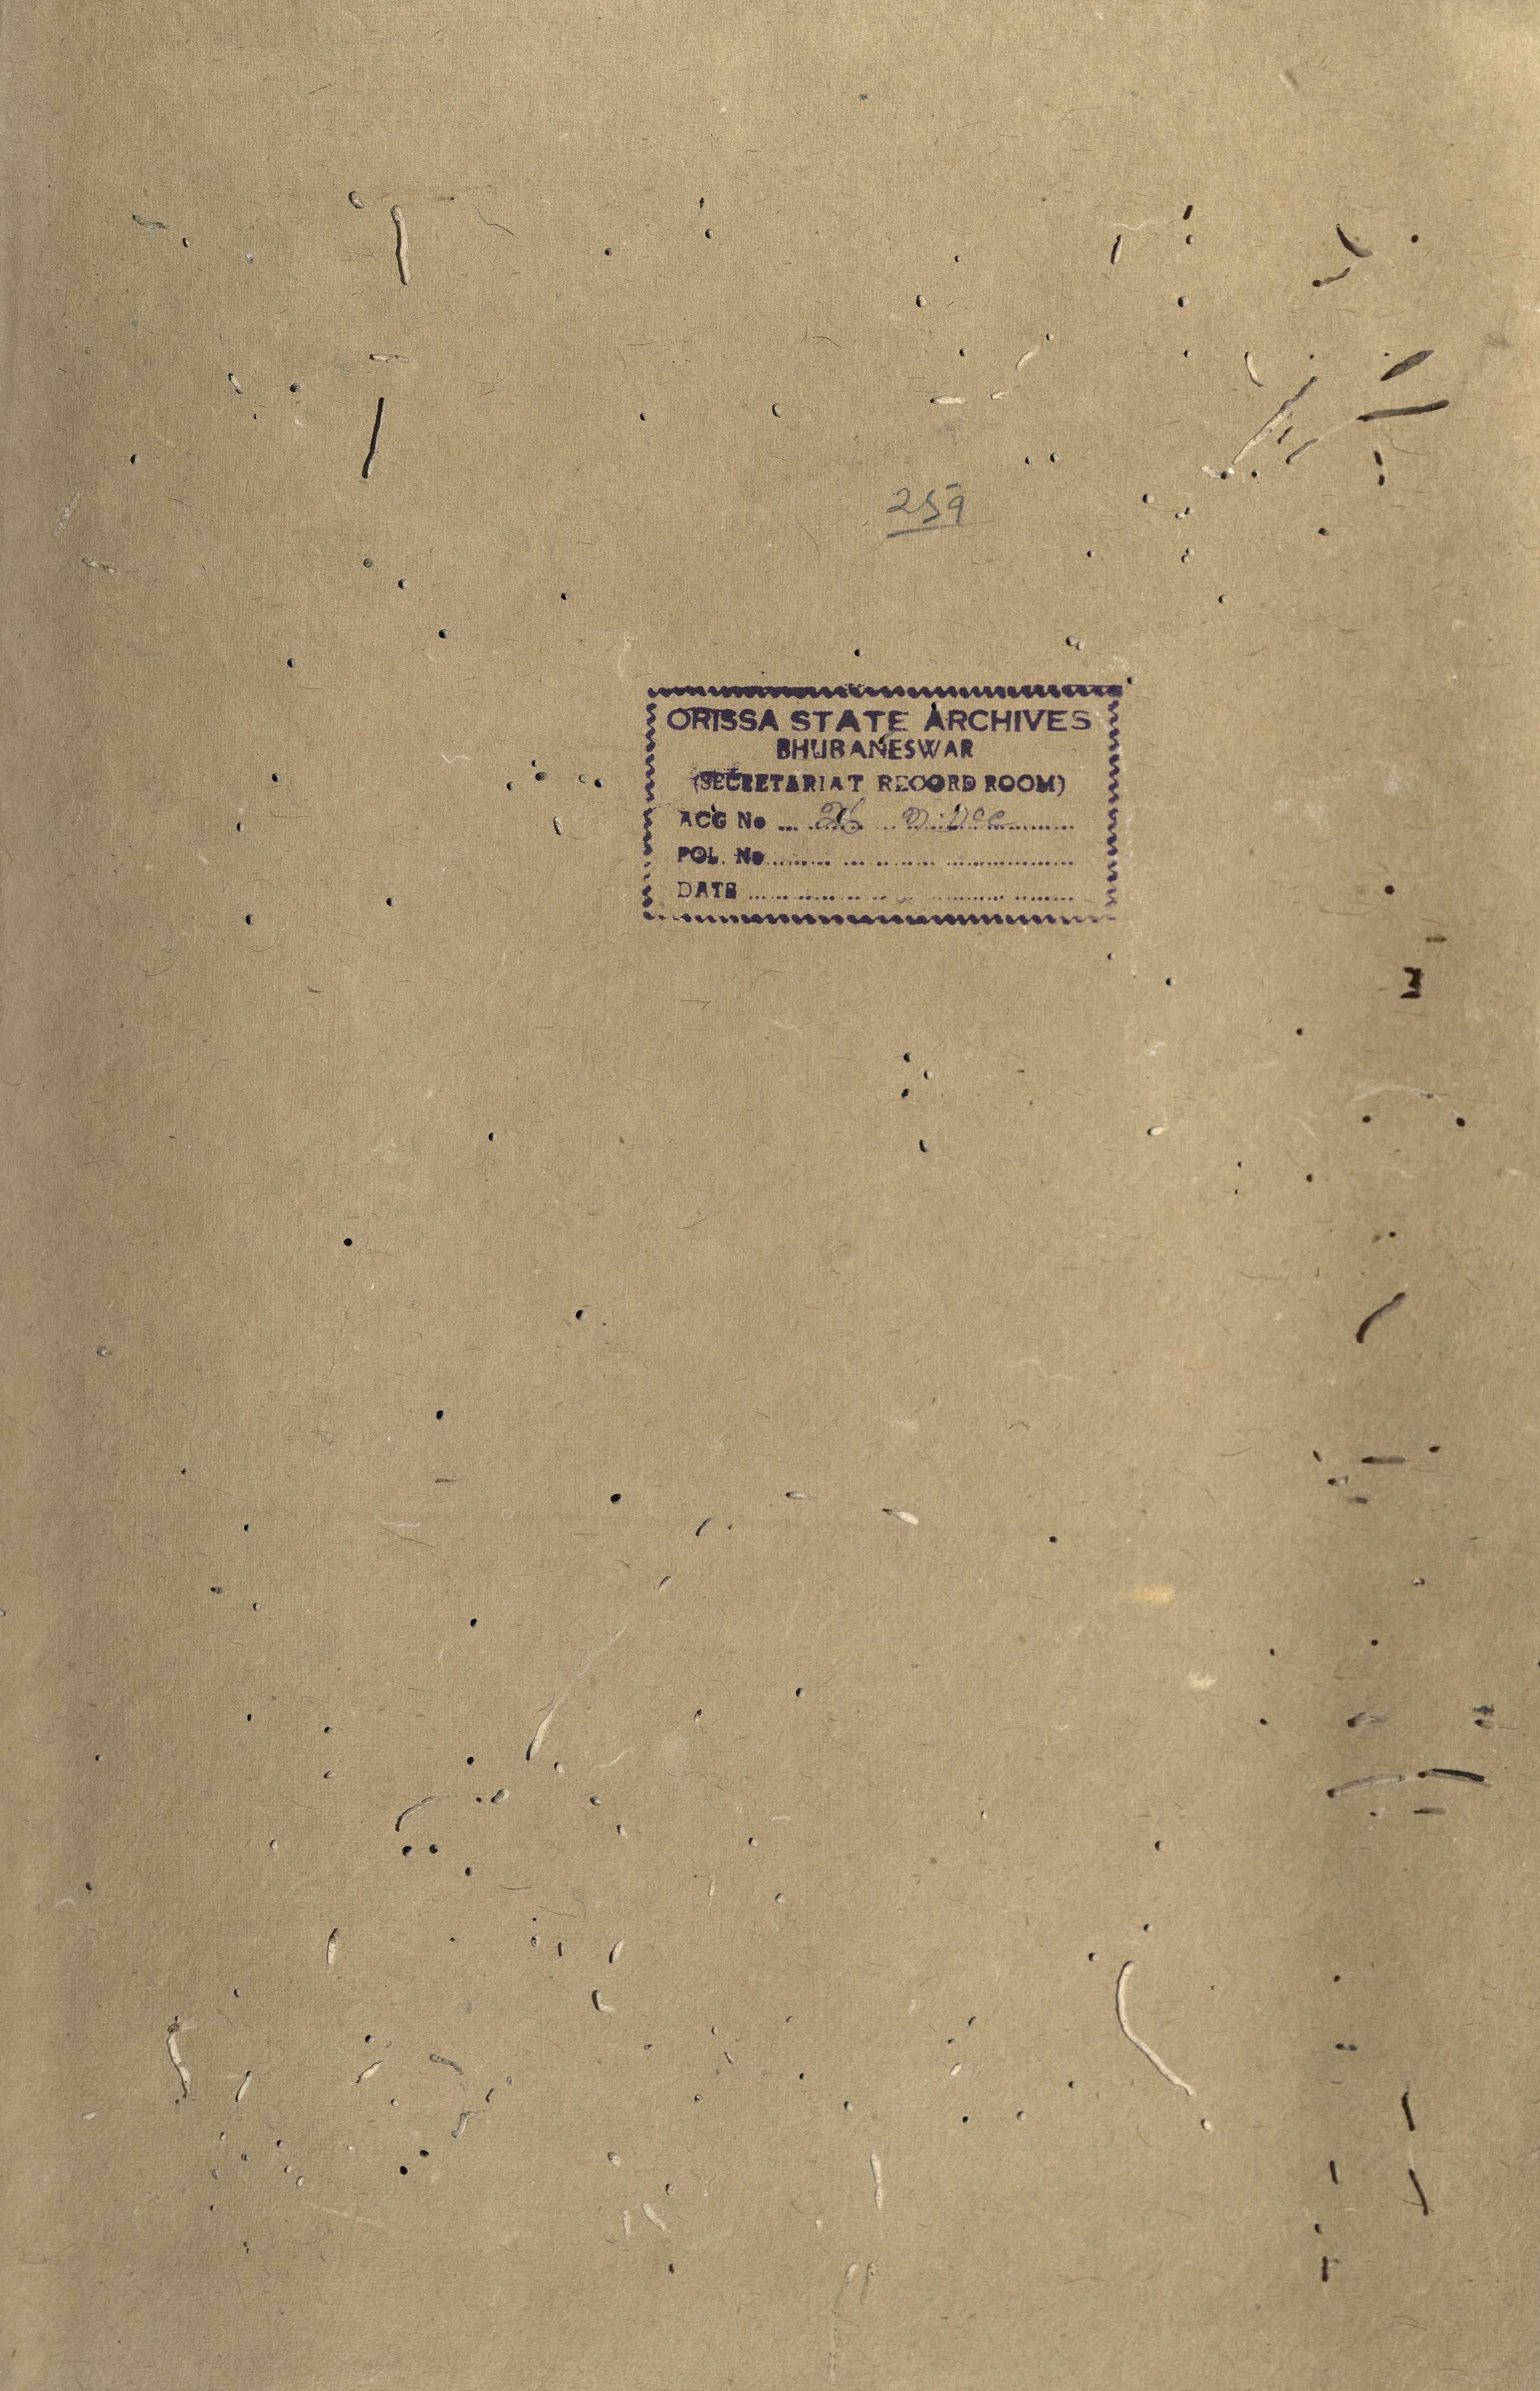 259
ORISSA STATE ARCHIVES
BHUBANESWAR
(SECRETARIAT RECORD ROOM)
ACC No ... 26
POL. No
DATE